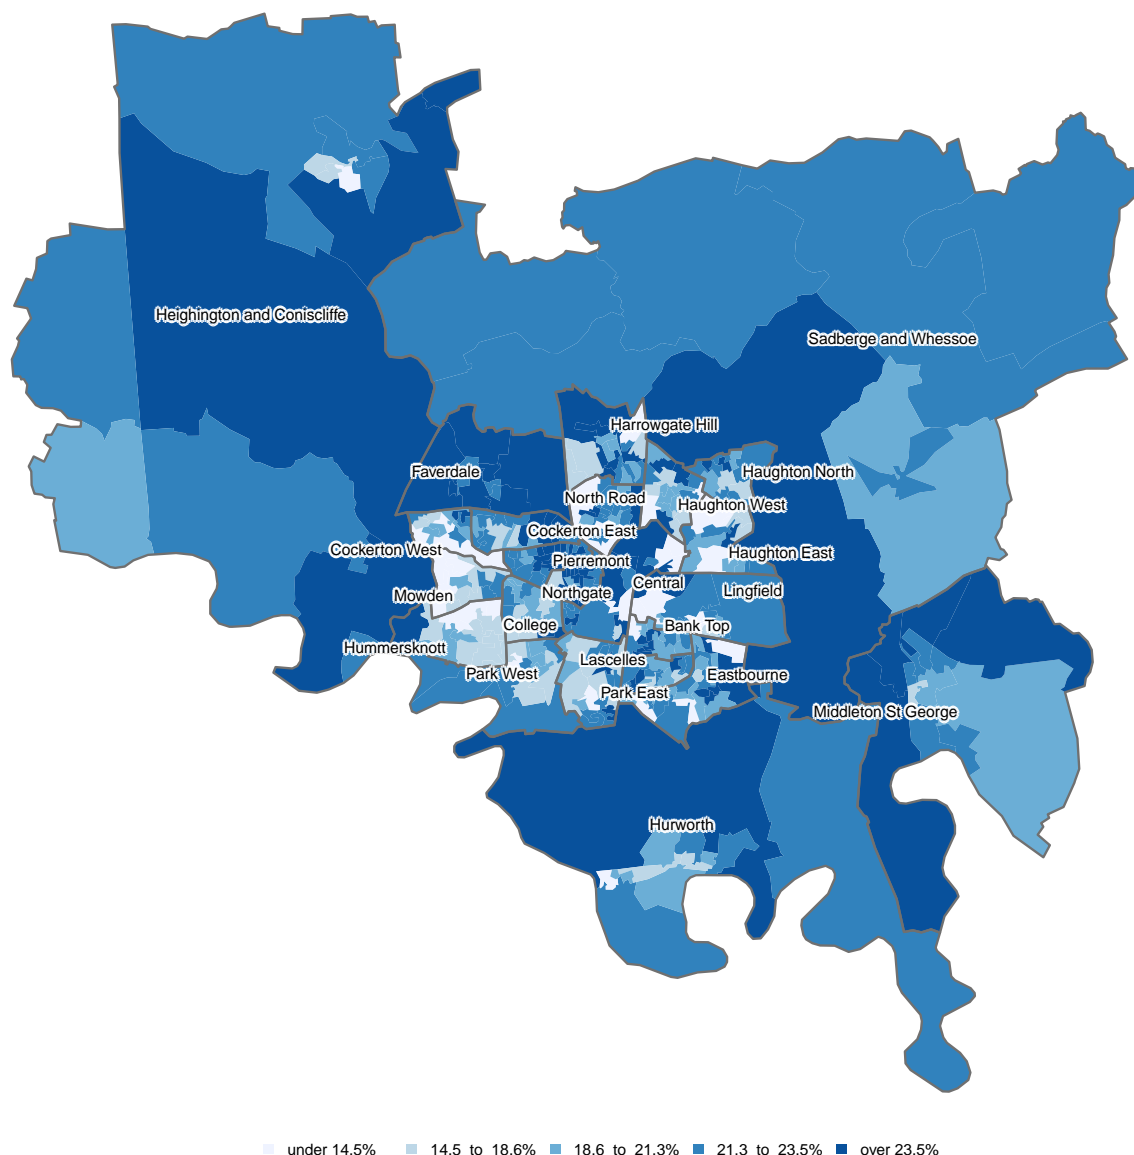 Heighington and Coniscliffe
Sadberge and Whessoe
Harrowgate Hill
Faverdale
Haughton North
North Road
Haughton West
Cockerton East
Cockerton West
Haughton East
Pierremont
Central
Northgate
Lingfield
Mowden
College
Bank Top
Hummersknott
Lascelles
Park West
Eastbourne
Park East
Middleton St George
Hurworth
under 14.5%
14.5 to 18.6%
18.6 to 21.3%
21.3 to 23.5%
over 23.5%